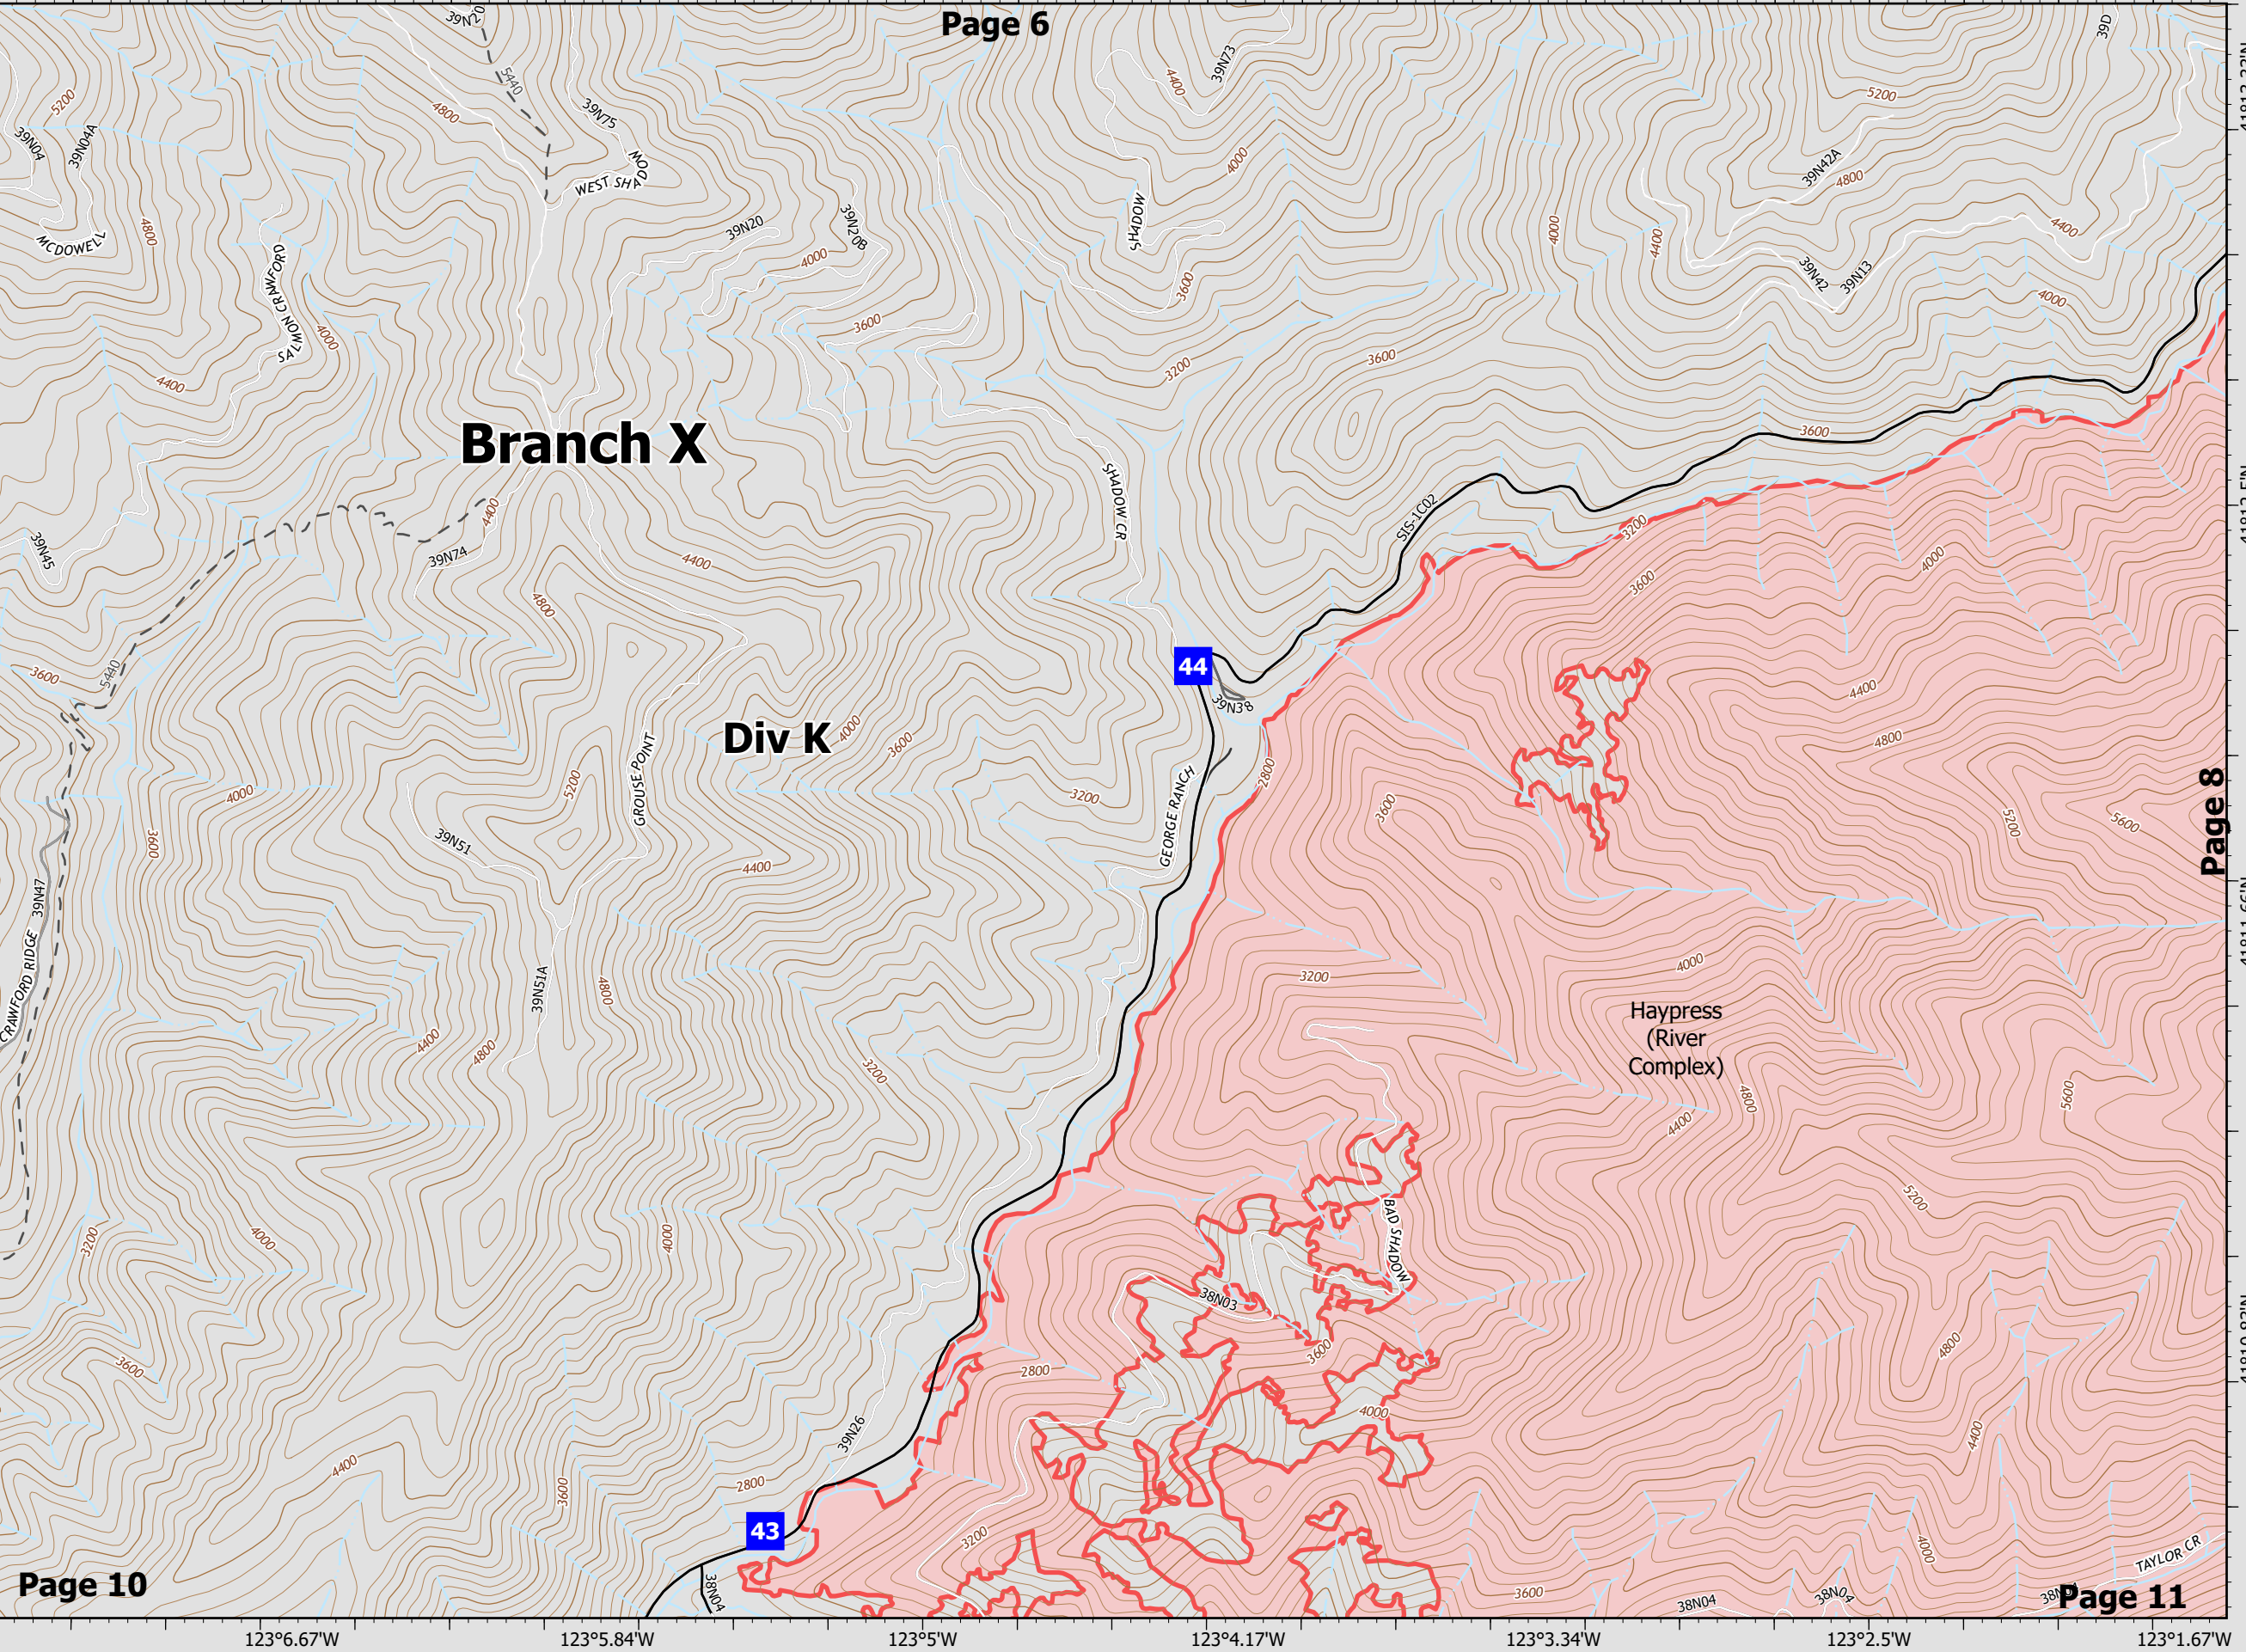 Page 6
39N20
39N73
39D
5440
4400
5200
5200
4800
39N75
39N04
39N04A
WEST SHADOW
4000
39N42A
4800
MCDOWELL
4800
SALMON CRAWFORD
39N20
39N20B
SHADOW
4000
4000
4400
4400
39N42
39N13
3600
4000
4000
3600
3200
3600
4400
Branch X
3600
SHADOW CR
SIS-1C02
4400
39N45
39N74
4400
3200
3600
4000
4800
44
39N38
5440
3600
4400
Div K
4000
3600
4800
GROUSE POINT
2800
5200
4000
3200
GEORGE RANCH
3600
5200
5600
Page 8
39N51
3600
4400
39N47
CRAWFORD RIDGE
39N51A
4800
3200
4000
Haypress
(River
Complex)
4400
4800
3200
4800
4400
5600
3200
4000
4000
BAD SHADOW
5200
38N03
3600
3600
2800
4800
4000
39N26
4400
4400
3600
2800
43
3200
4000
TAYLOR CR
Page 10
38N04
3600
38N04
38N04
Page 11
123°6.67'W
123°5.84'W
123°5'W
123°4.17'W
123°3.34'W
123°2.5'W
123°1.67'W